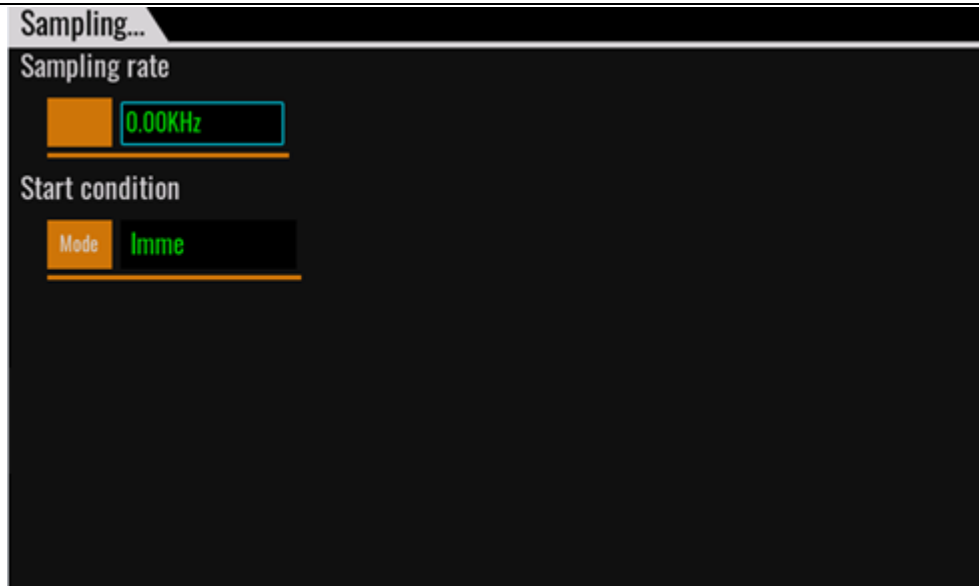 Sampling...
Sampling rate
0.00KHz
Start condition
Mode Imme